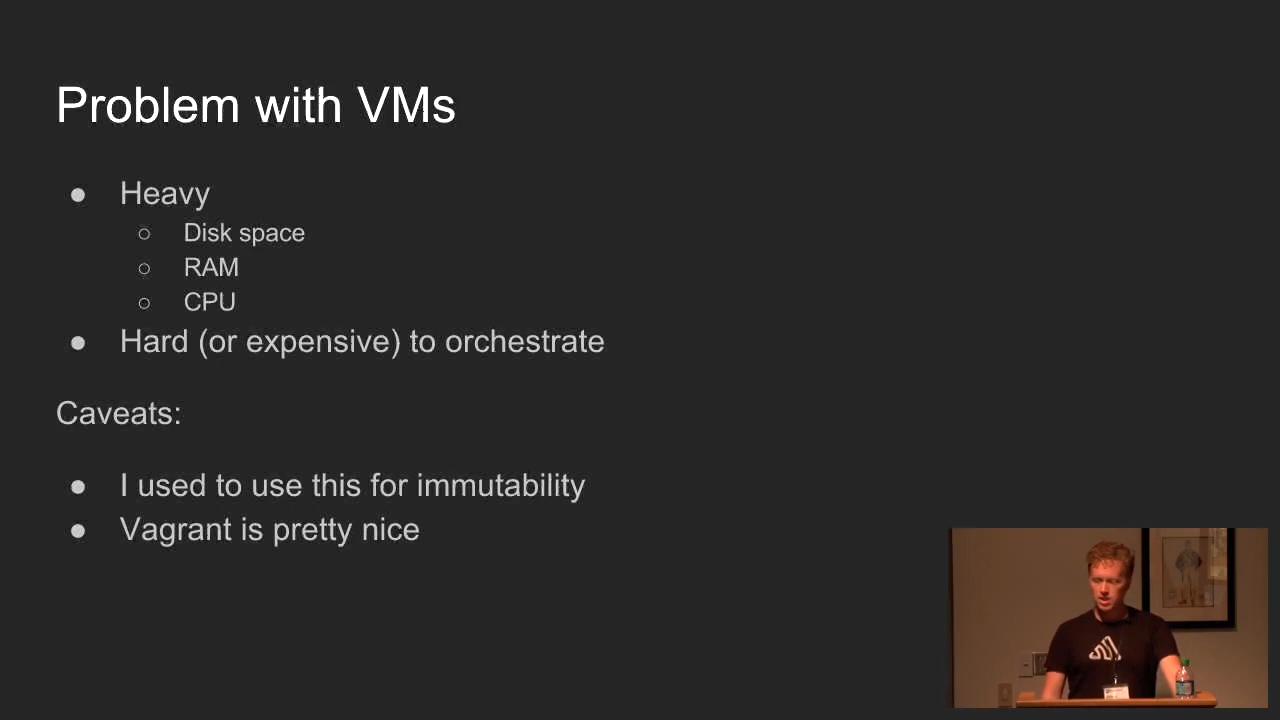 Problem with VMs
● Heavy
○ Disk space
○ RAM
○ CPU
● Hard (or expensive) to orchestrate
Caveats:
● I used to use this for immutability
● Vagrant is pretty nice